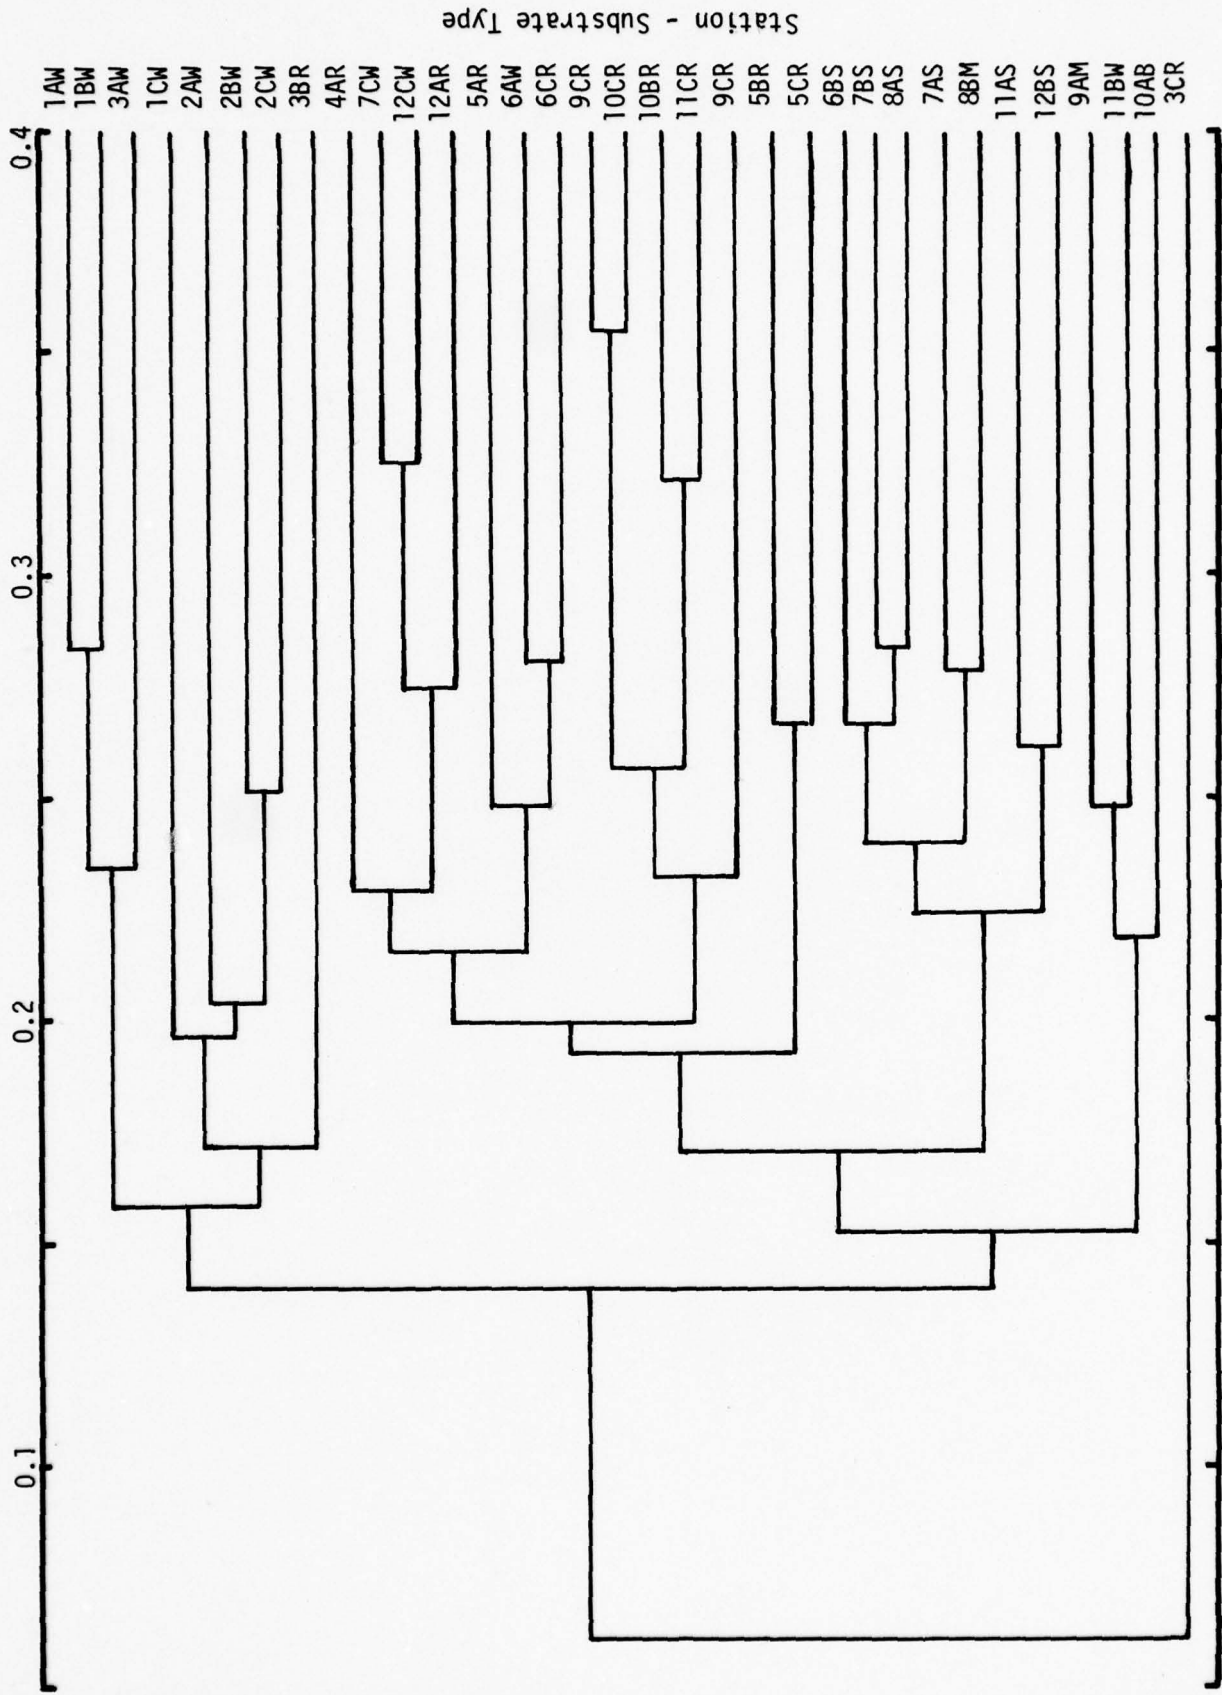 Station - Substrate Type
1AW
1BW
3AW
1CW
2AW
2BW
2CW
3BR
4AR
7CW
12CW
12AR
5AR
6AW
6CR
9CR
10CR
10BR
11CR
9CR
5BR
5CR
6BS
7BS
8AS
7AS
8BM
11AS
12BS
9AM
11BW
10AB
3CR
0.4
0.3
0.2
0.1